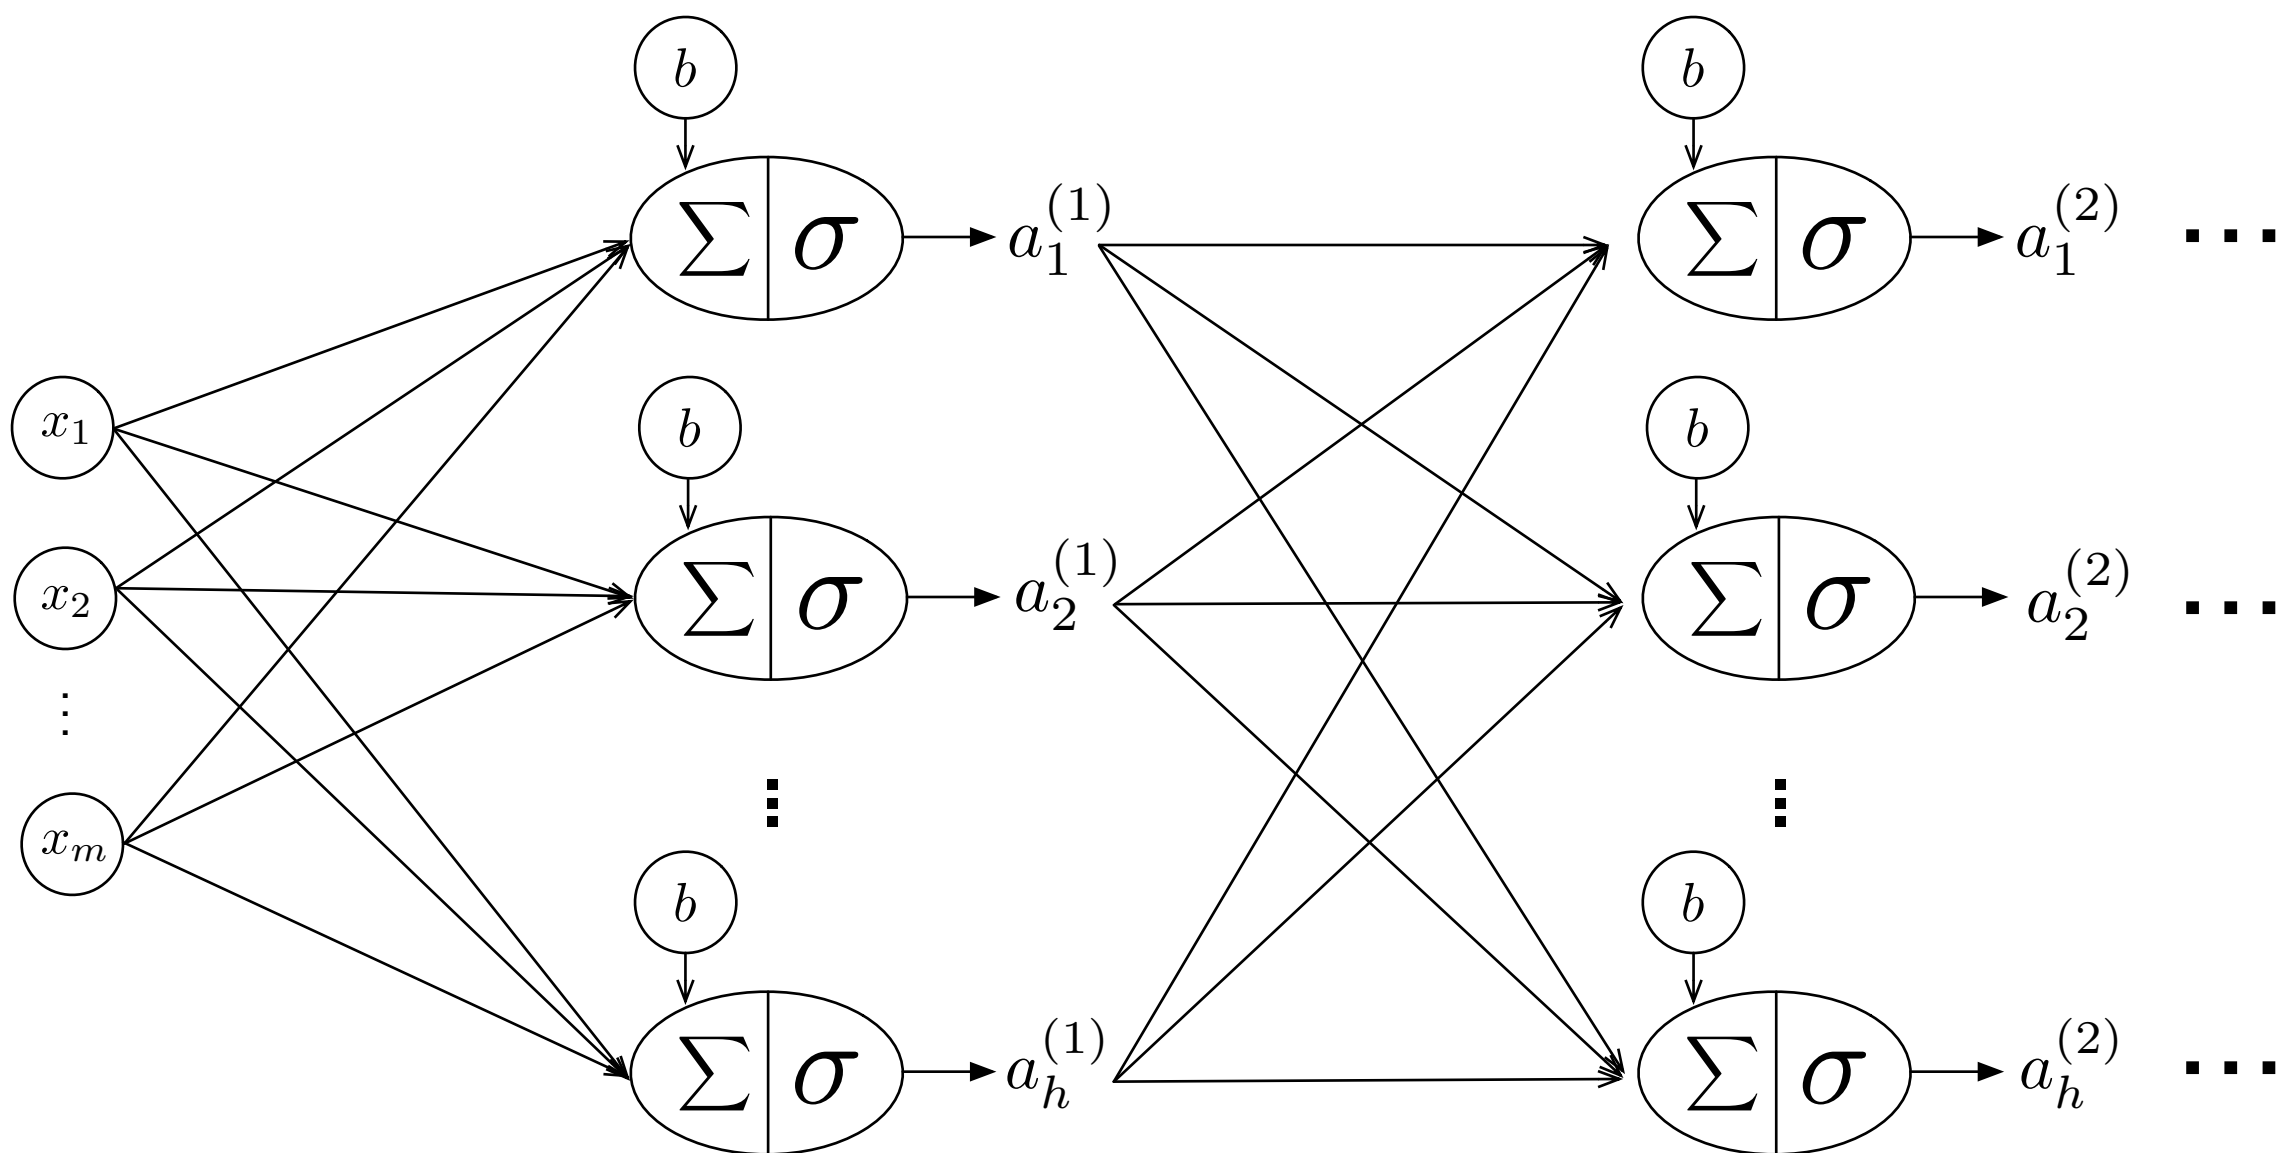 b b
∑ σ a_1^{(1)} ∑ σ a_1^{(2)} ...
x_1 b b
x_2 ∑ σ a_2^{(1)} ∑ σ a_2^{(2)} ...
⋮
⋮ ⋮
x_m b b
∑ σ a_h^{(1)} ∑ σ a_h^{(2)} ...